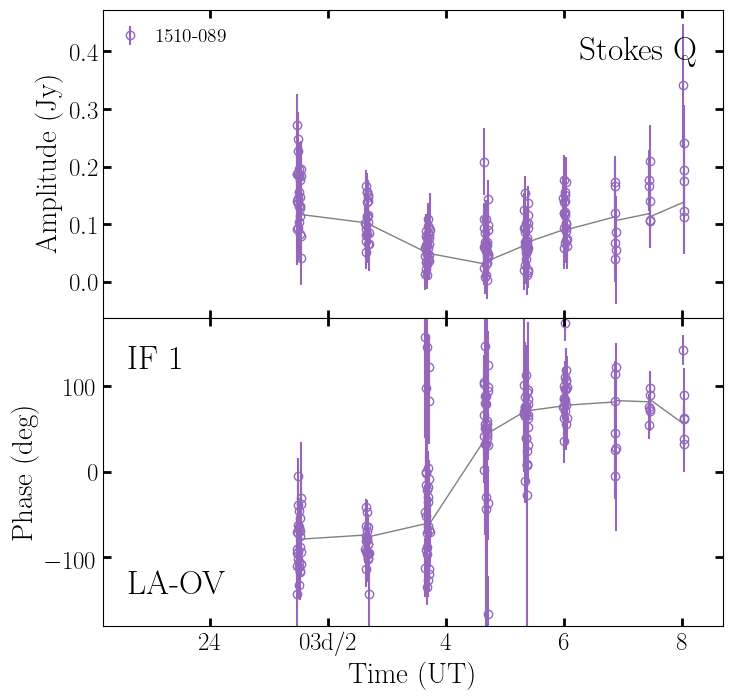 1510-089
Stokes Q
0.4
0.3
0.2
0.1
0.0
Amplitude (Jy)
IF 1
100
0
−100
Phase (deg)
LA-OV
24 03d/2 4 6 8
Time (UT)